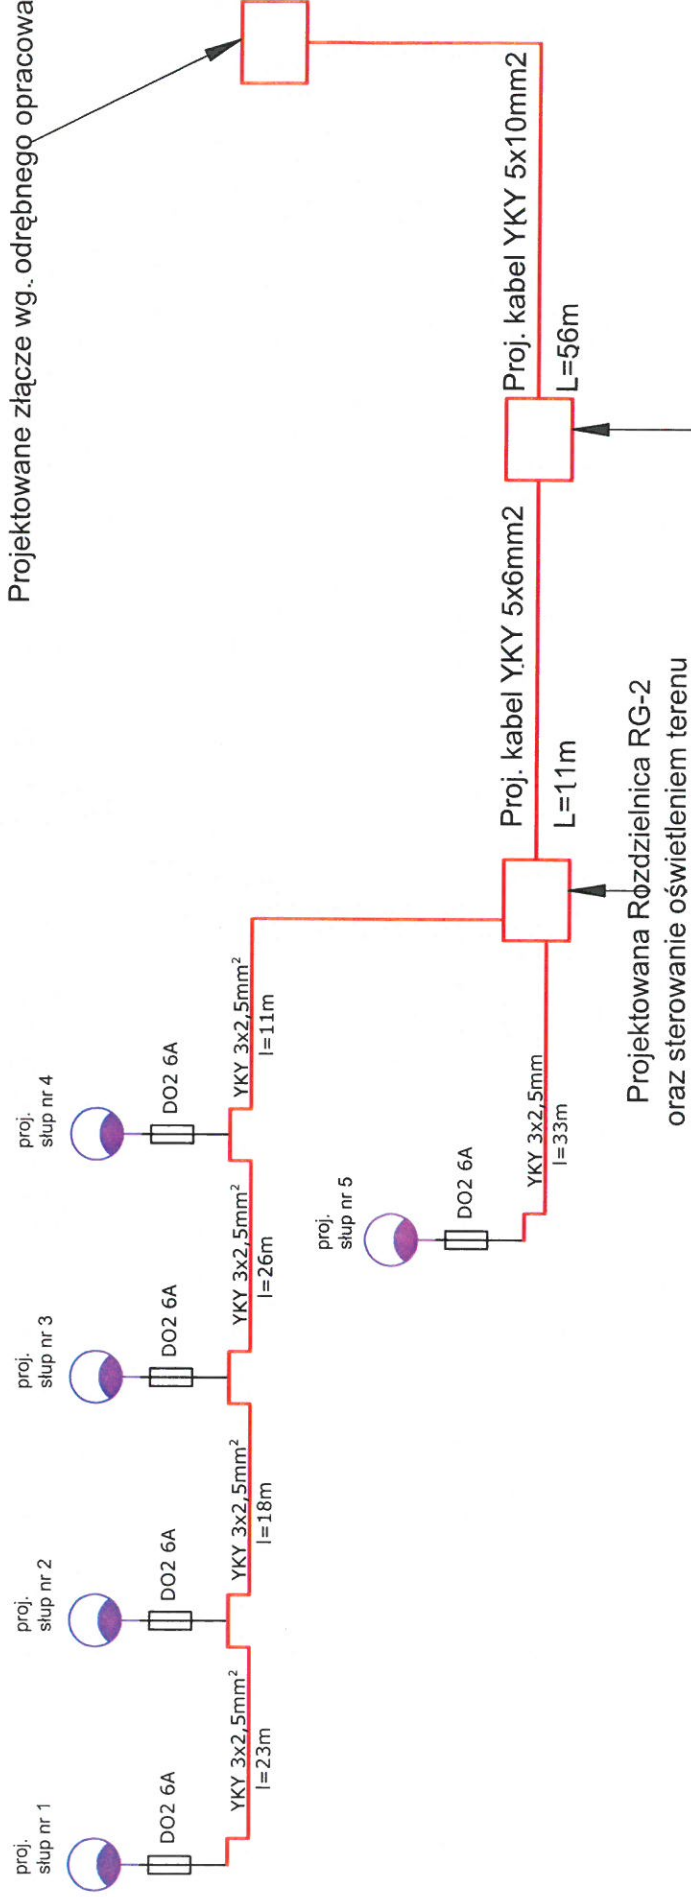 Projektowane złącze wg. odrębnego opracowa
proj.
słup nr 1
DO2 6A
YKY 3x2,5mm²
l=23m
proj.
słup nr 2
DO2 6A
YKY 3x2,5mm²
l=18m
proj.
słup nr 3
DO2 6A
YKY 3x2,5mm²
l=26m
proj.
słup nr 4
DO2 6A
YKY 3x2,5mm²
l=11m
proj.
słup nr 5
DO2 6A
YKY 3x2,5mm
l=33m
Proj. kabel YKY 5x6mm2
L=11m
Proj. kabel YKY 5x10mm2
L=56m
Projektowana Rozdzielnica RG-2
oraz sterowanie oświetleniem terenu